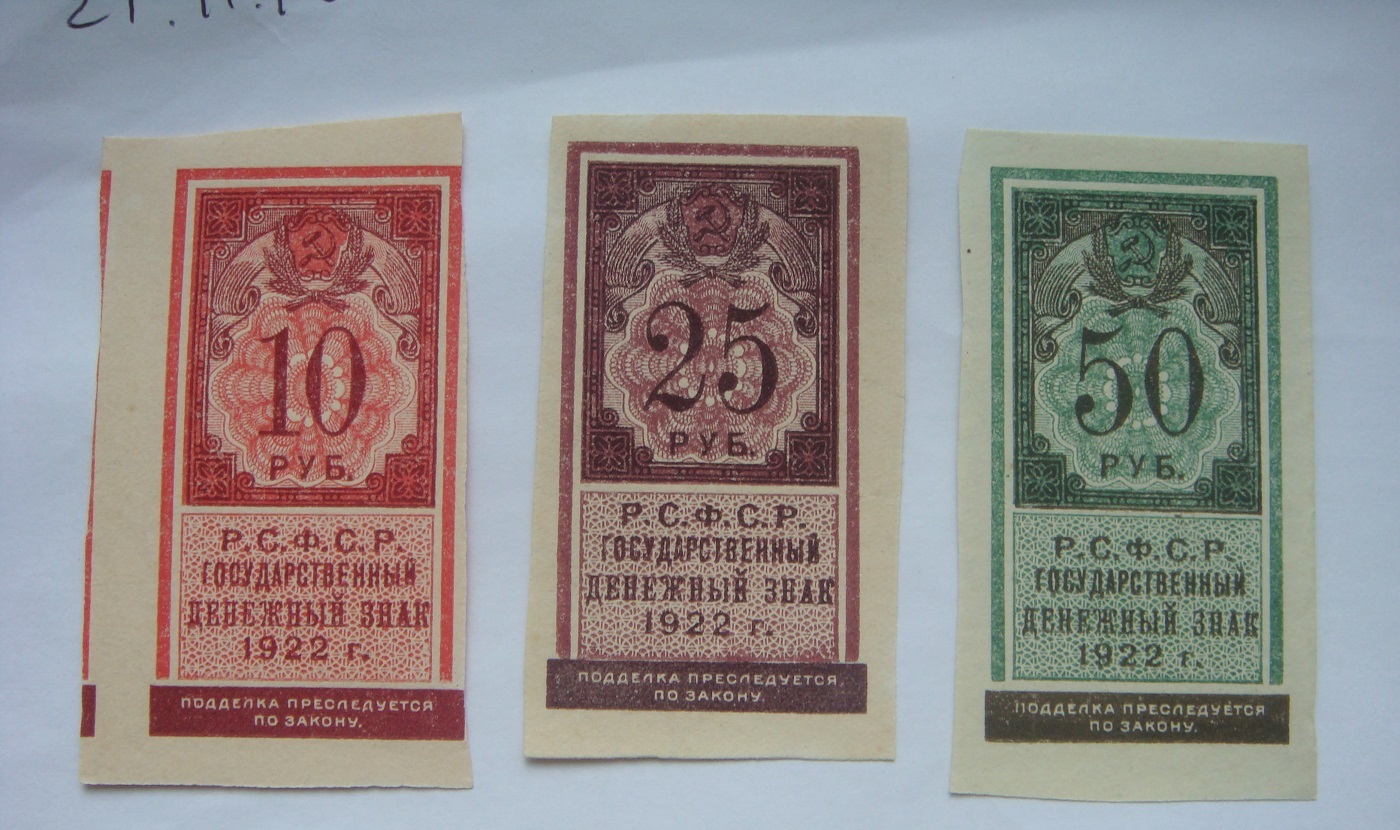 10
РУБ.
Р.С.Ф.С.Р.
ГОСУДАРСТВЕННЫЙ
ДЕНЕЖНЫЙ ЗНАК
1922 г.
ПОДДЕЛКА ПРЕСЛЕДУЕТСЯ
ПО ЗАКОНУ.
25
РУБ.
Р.С.Ф.С.Р.
ГОСУДАРСТВЕННЫЙ
ДЕНЕЖНЫЙ ЗНАК
1922 г.
ПОДДЕЛКА ПРЕСЛЕДУЕТСЯ
ПО ЗАКОНУ.
50
РУБ.
Р.С.Ф.С.Р
ГОСУДАРСТВЕННЫЙ
ДЕНЕЖНЫЙ ЗНАК
1922 г.
ПОДДЕЛКА ПРЕСЛЕДУЕТСЯ
ПО ЗАКОНУ.